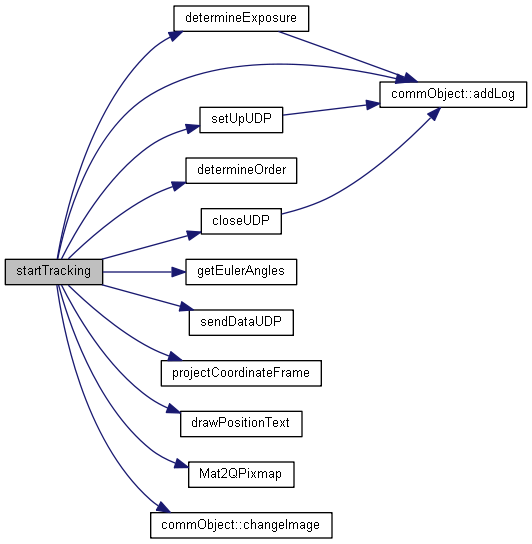 determineExposure
commObject::addLog
setUpUDP
determineOrder
closeUDP
startTracking
getEulerAngles
sendDataUDP
projectCoordinateFrame
drawPositionText
Mat2QPixmap
commObject::changeImage